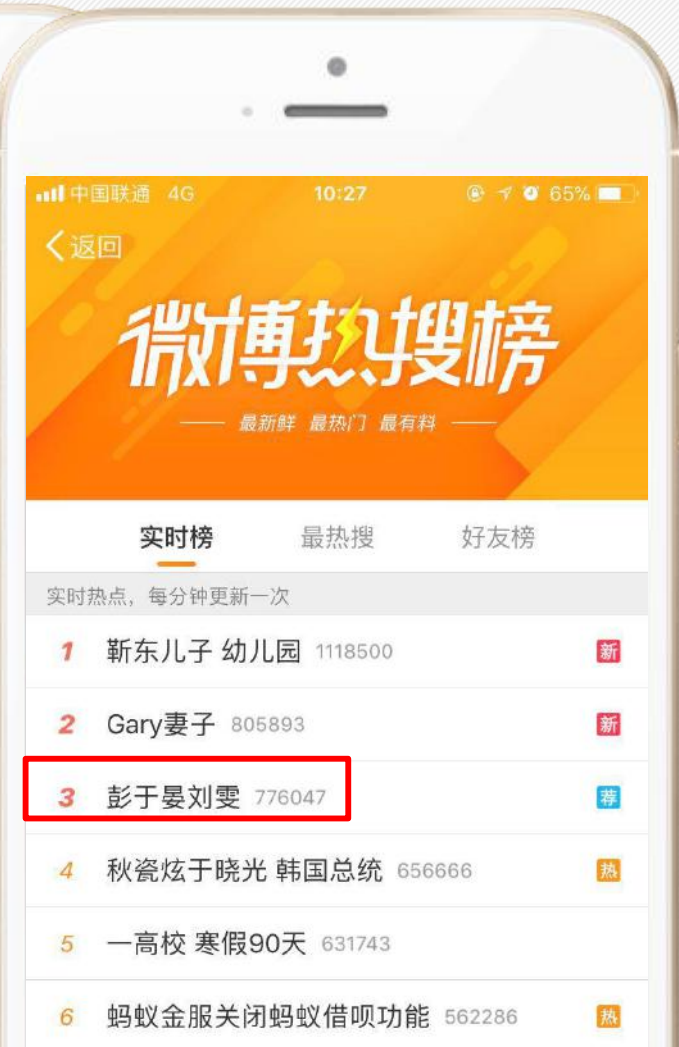 中国联通 4G 10:27 65%
返回
微博热搜榜
最新鲜 最热门 最有料
实时榜 最热搜 好友榜
实时热点，每分钟更新一次
1 靳东儿子 幼儿园 1118500 新
2 Gary妻子 805893 新
3 彭于晏刘雯 776047 荐
4 秋瓷炫于晓光 韩国总统 656666 热
5 一高校 寒假90天 631743
6 蚂蚁金服关闭蚂蚁借呗功能 562286 热